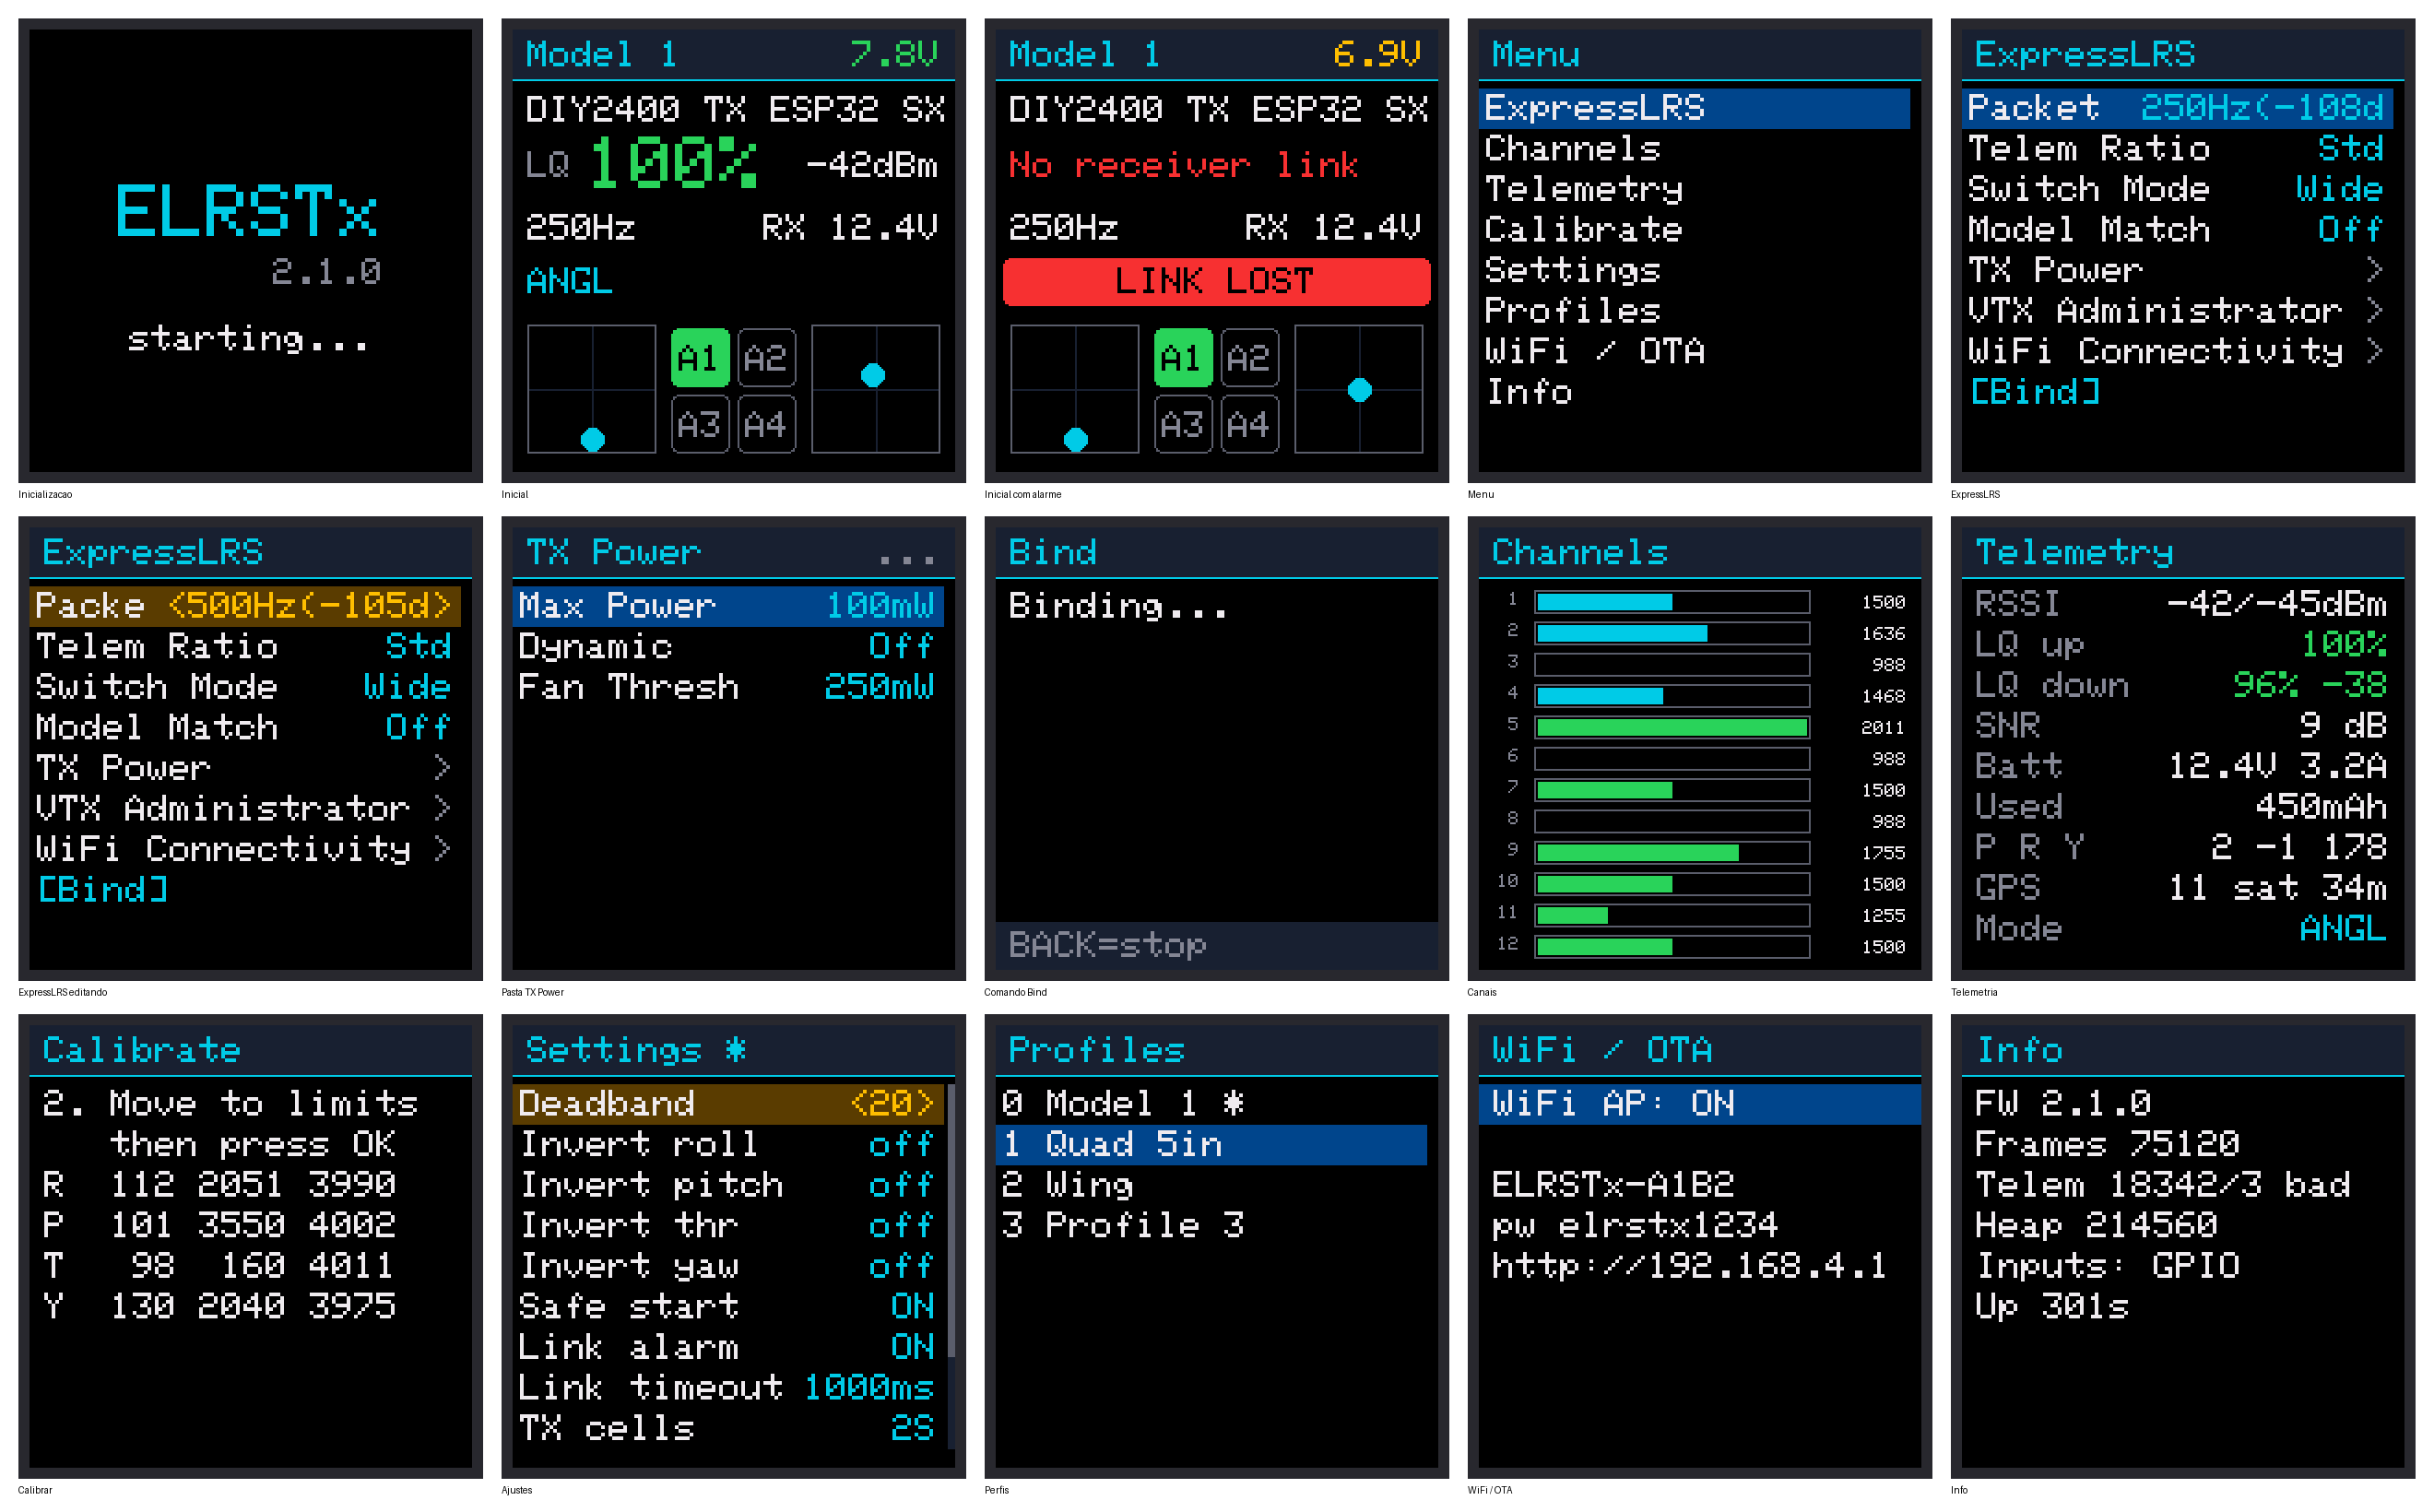 ELRSTx
2.1.0
starting...
Inicializacao
Model 1 7.8V
DIY2400 TX ESP32 SX
LQ 100% -42dBm
250Hz RX 12.4V
ANGL
A1 A2
A3 A4
Inicial
Model 1 6.9V
DIY2400 TX ESP32 SX
No receiver link
250Hz RX 12.4V
LINK LOST
A1 A2
A3 A4
Inicial com alarme
Menu
ExpressLRS
Channels
Telemetry
Calibrate
Settings
Profiles
WiFi / OTA
Info
Menu
ExpressLRS
Packet 250Hz(-108d
Telem Ratio Std
Switch Mode Wide
Model Match Off
TX Power >
VTX Administrator >
WiFi Connectivity >
[Bind]
ExpressLRS
ExpressLRS
Packe <500Hz(-105d>
Telem Ratio Std
Switch Mode Wide
Model Match Off
TX Power >
VTX Administrator >
WiFi Connectivity >
[Bind]
ExpressLRS editando
TX Power ...
Max Power 100mW
Dynamic Off
Fan Thresh 250mW
Pasta TX Power
Bind
Binding...
BACK=stop
Comando Bind
Channels
1 1500
2 1636
3 988
4 1468
5 2011
6 988
7 1500
8 988
9 1755
10 1500
11 1255
12 1500
Canais
Telemetry
RSSI -42/-45dBm
LQ up 100%
LQ down 96% -38
SNR 9 dB
Batt 12.4V 3.2A
Used 450mAh
P R Y 2 -1 178
GPS 11 sat 34m
Mode ANGL
Telemetria
Calibrate
2. Move to limits
then press OK
R 112 2051 3990
P 101 3550 4002
T 98 160 4011
Y 130 2040 3975
Calibrar
Settings *
Deadband <20>
Invert roll off
Invert pitch off
Invert thr off
Invert yaw off
Safe start ON
Link alarm ON
Link timeout 1000ms
TX cells 2S
Ajustes
Profiles
0 Model 1 *
1 Quad 5in
2 Wing
3 Profile 3
Perfis
WiFi / OTA
WiFi AP: ON
ELRSTx-A1B2
pw elrstx1234
http://192.168.4.1
WiFi / OTA
Info
FW 2.1.0
Frames 75120
Telem 18342/3 bad
Heap 214560
Inputs: GPIO
Up 301s
Info